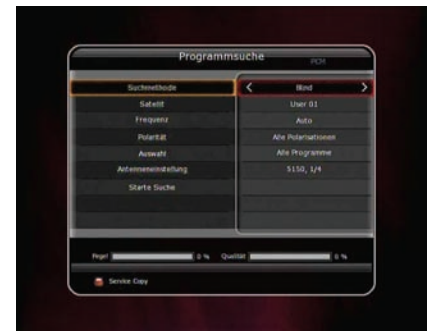 Programmsuche PCH
Suchmethode < Blind >
Satellit User 01
Frequenz Auto
Polarität Alle Polarisationen
Auswahl Alle Programme
Antenneneinstellung 5150, 1/4
Starte Suche
Pegel 0 % Qualität 0 %
Service Copy